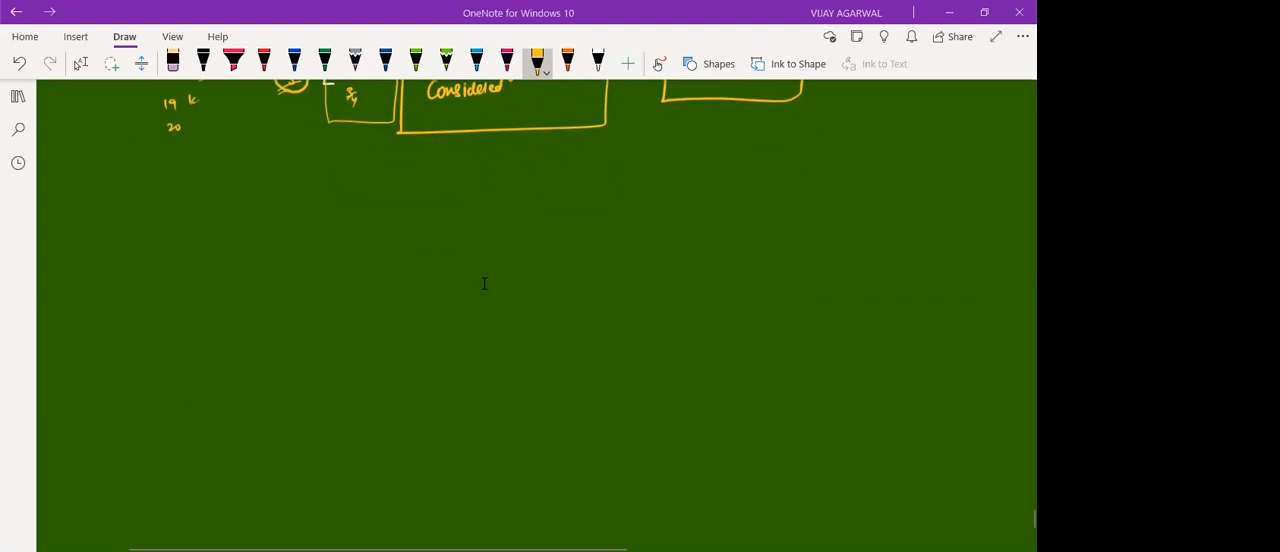 OneNote for Windows 10
VIJAY AGARWAL
Home Insert Draw View Help
Share
Shapes Ink to Shape Ink to Text
Considered
19 K
20